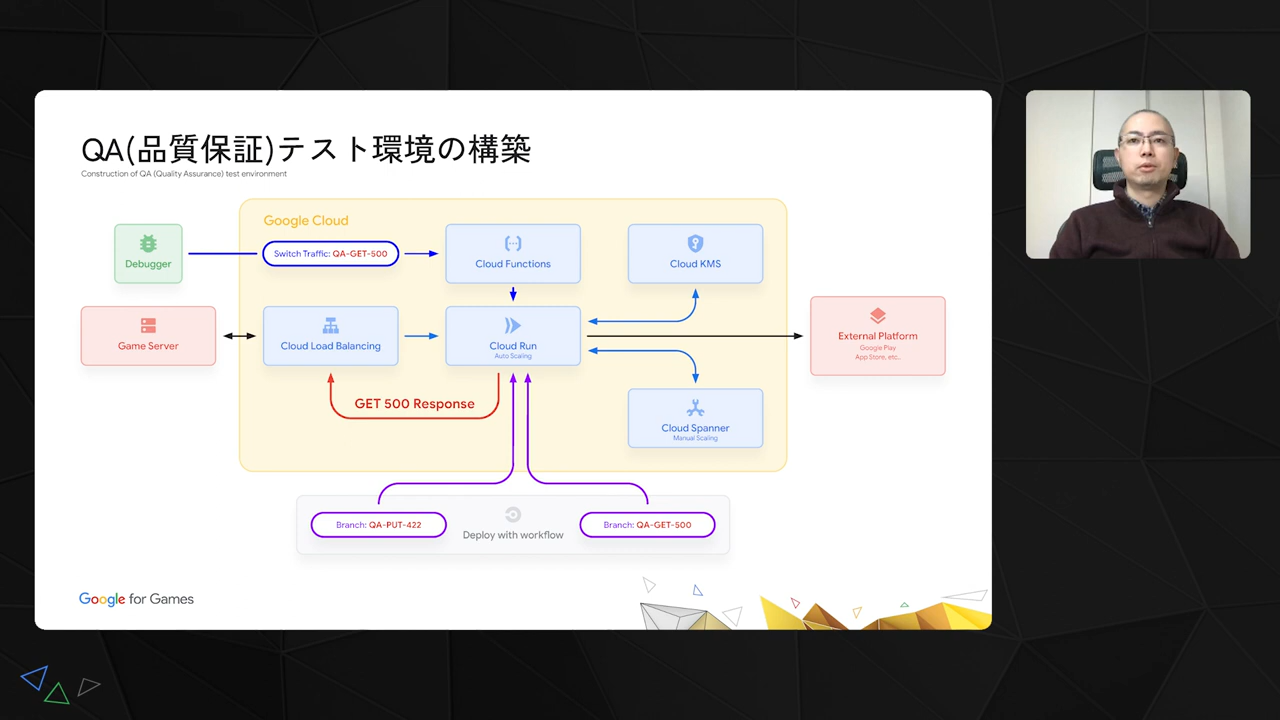 QA(品質保証)テスト環境の構築
Construction of QA (Quality Assurance) test environment
Google Cloud
Debugger
Switch Traffic: QA-GET-500
Cloud Functions
Cloud KMS
Game Server
Cloud Load Balancing
Cloud Run
Auto Scaling
External Platform
Google Play
App Store, etc..
GET 500 Response
Cloud Spanner
Manual Scaling
Branch: QA-PUT-422
Deploy with workflow
Branch: QA-GET-500
Google for Games